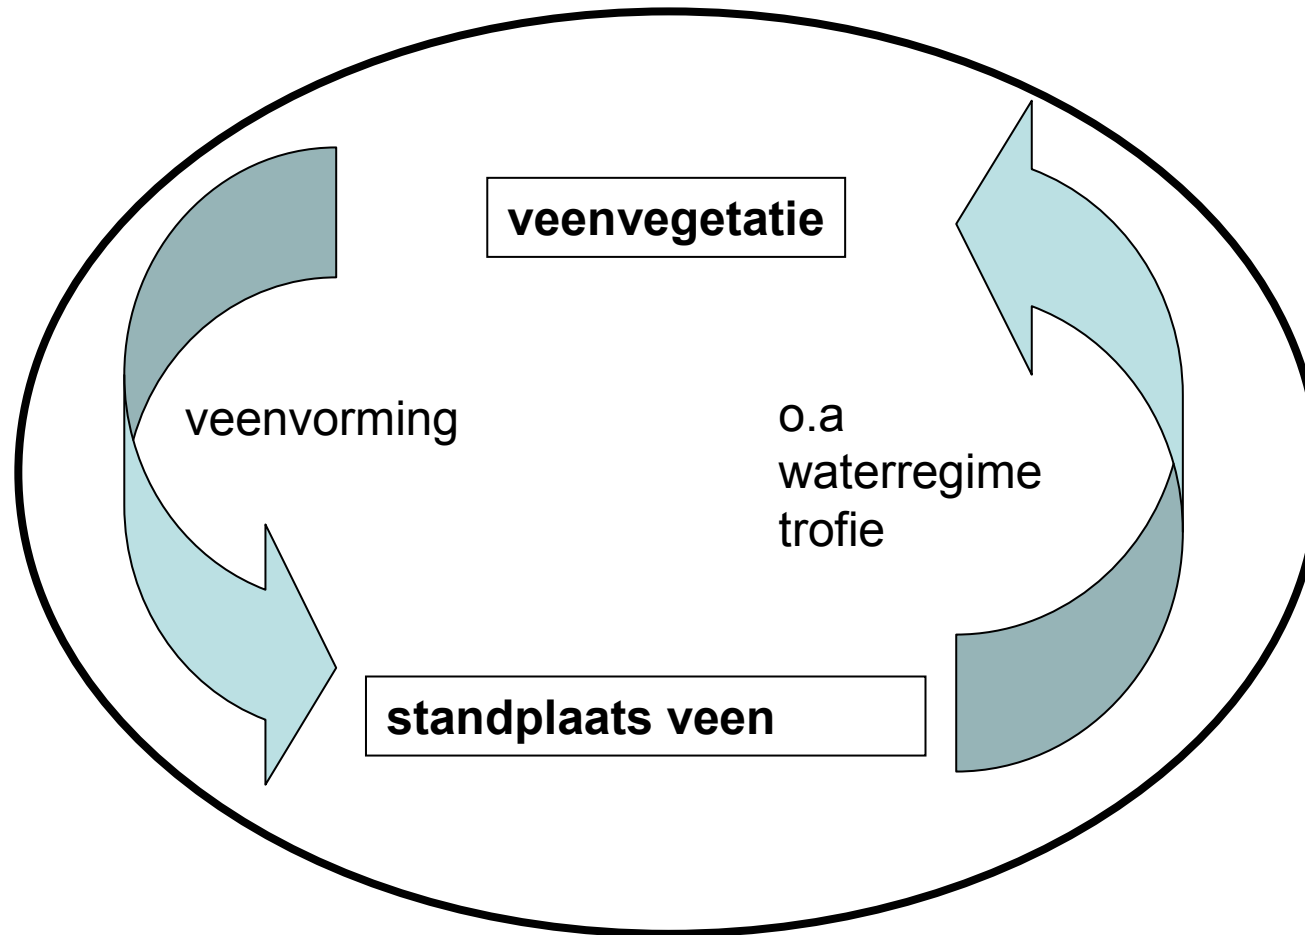 veenvegetatie
veenvorming
o.a
waterregime
trofie
standplaats veen